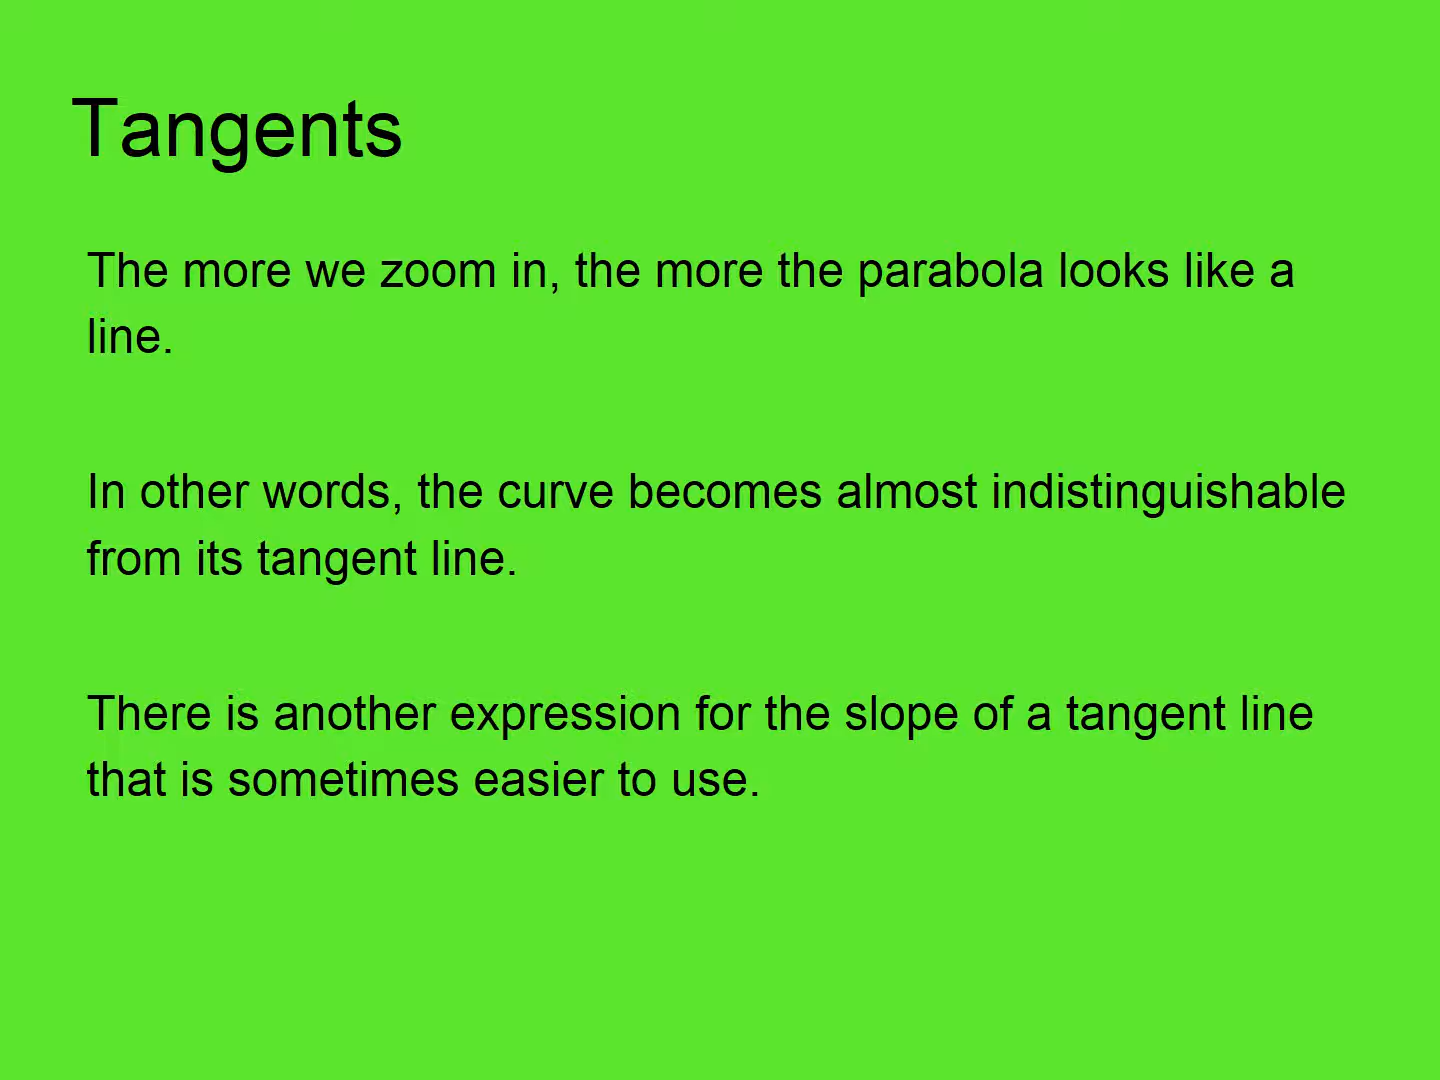 Tangents
The more we zoom in, the more the parabola looks like a
line.
In other words, the curve becomes almost indistinguishable
from its tangent line.
There is another expression for the slope of a tangent line
that is sometimes easier to use.